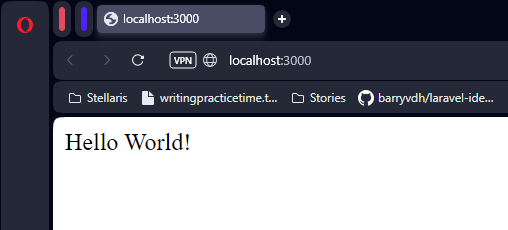 localhost:3000
VPN localhost:3000
Stellaris writingpracticetime.t... Stories barryvdh/laravel-ide...
Hello World!